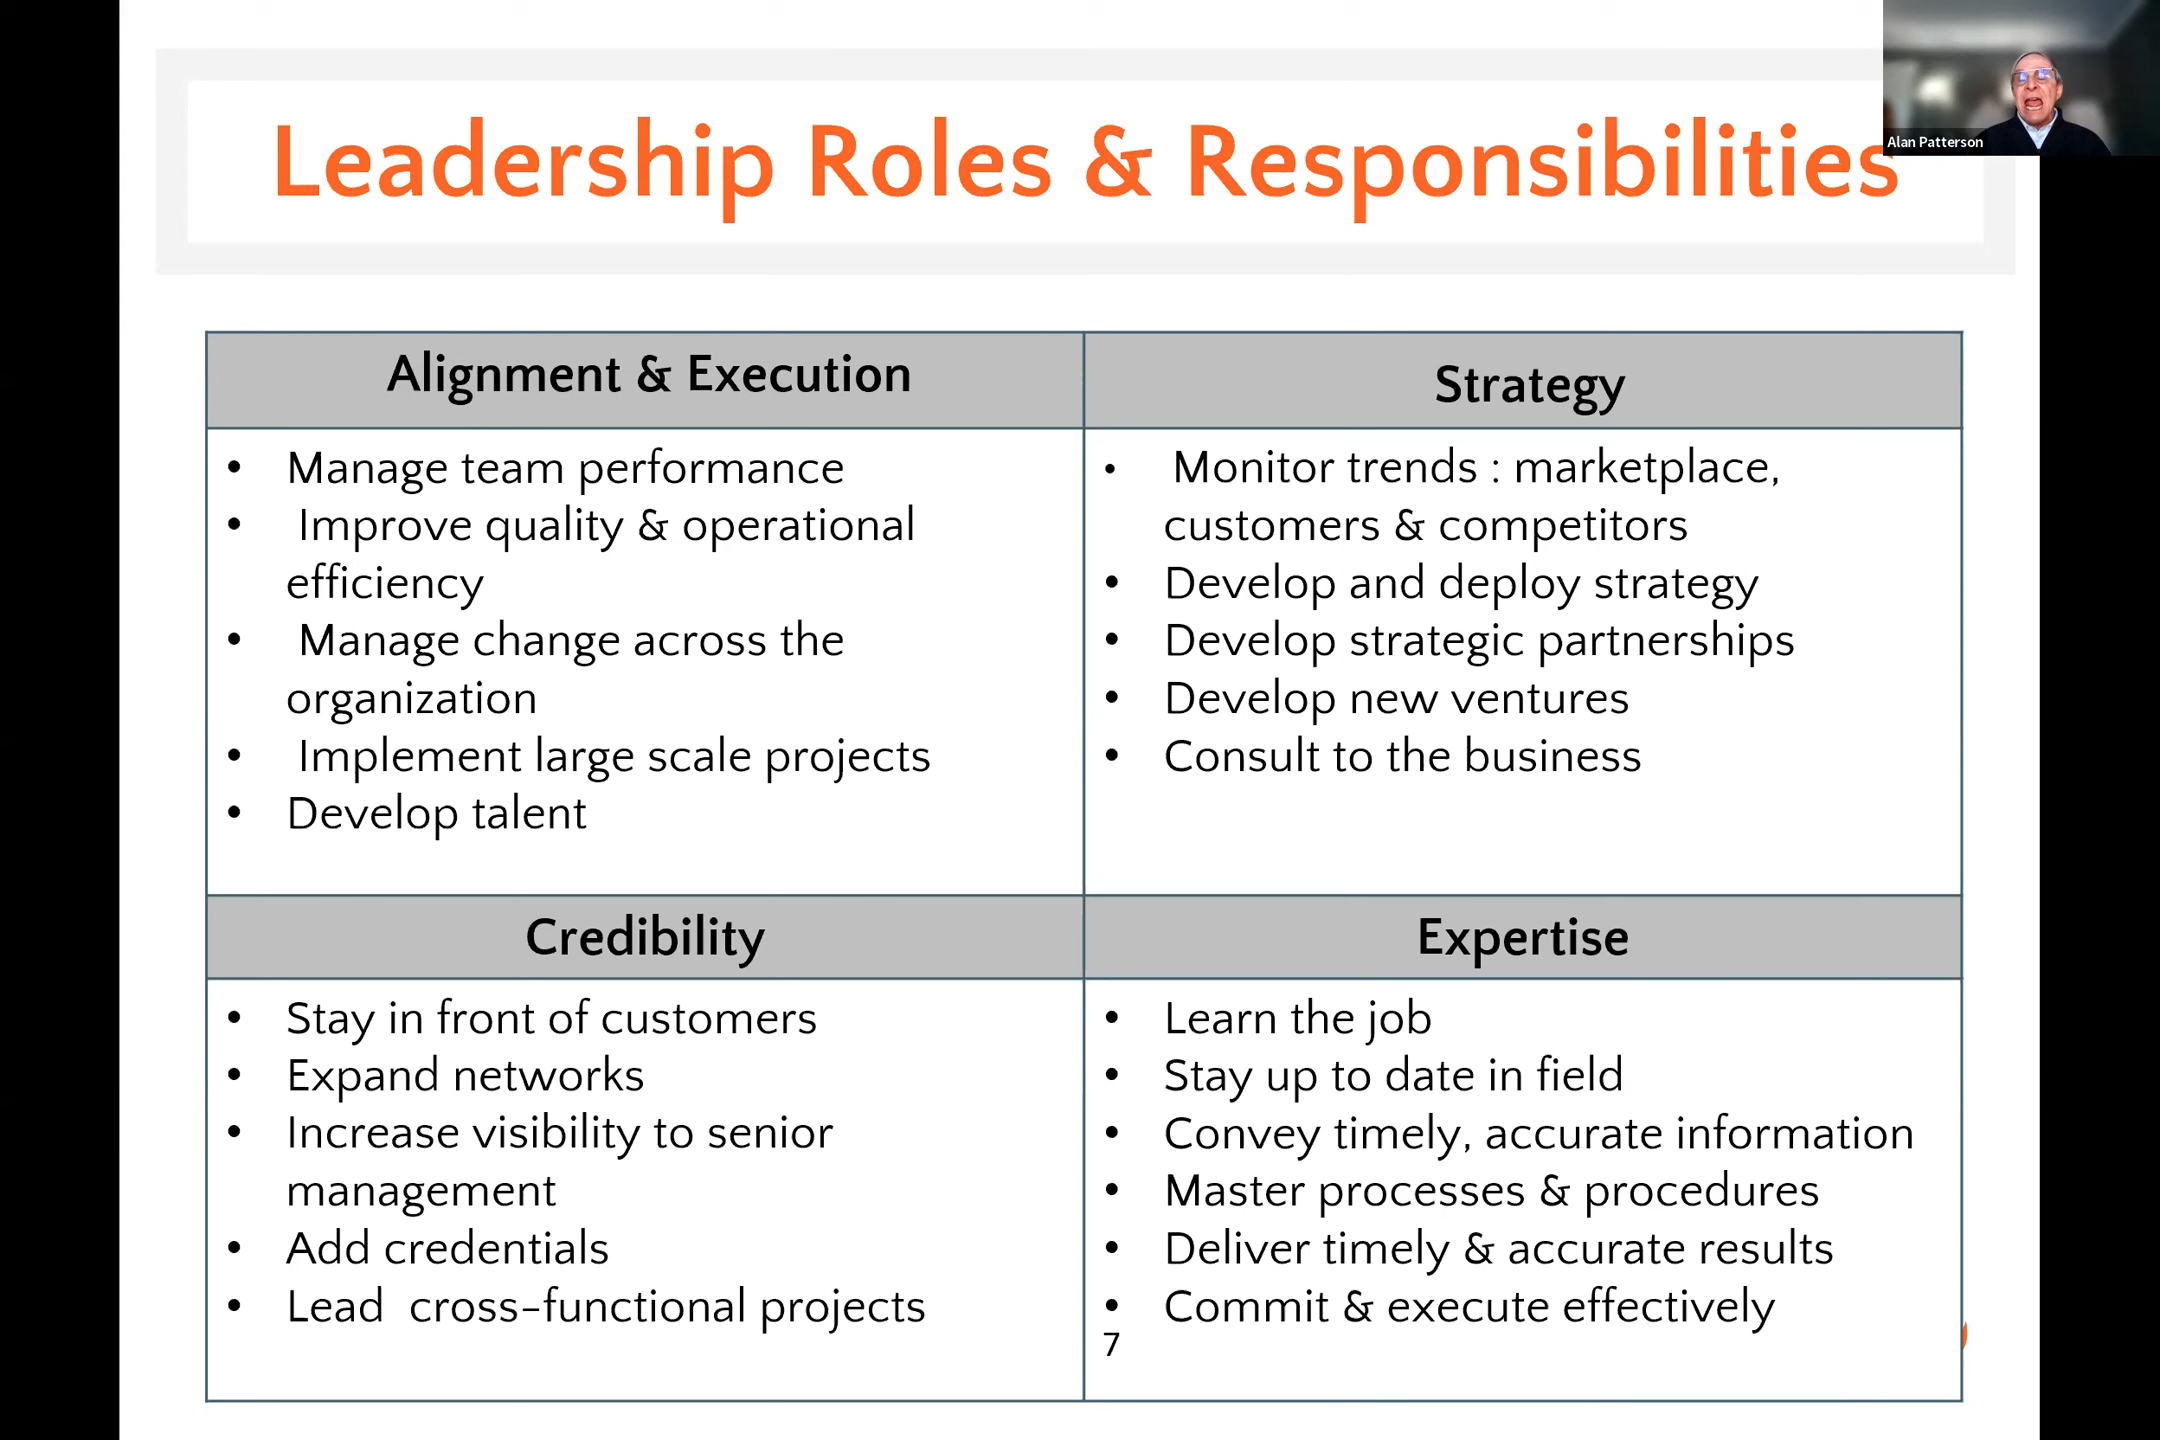 Leadership Roles & Responsibilities
Alan Patterson
Alignment & Execution
• Manage team performance
• Improve quality & operational
efficiency
• Manage change across the
organization
• Implement large scale projects
• Develop talent
Strategy
• Monitor trends : marketplace,
customers & competitors
• Develop and deploy strategy
• Develop strategic partnerships
• Develop new ventures
• Consult to the business
Credibility
• Stay in front of customers
• Expand networks
• Increase visibility to senior
management
• Add credentials
• Lead cross-functional projects
Expertise
• Learn the job
• Stay up to date in field
• Convey timely, accurate information
• Master processes & procedures
• Deliver timely & accurate results
• Commit & execute effectively
7